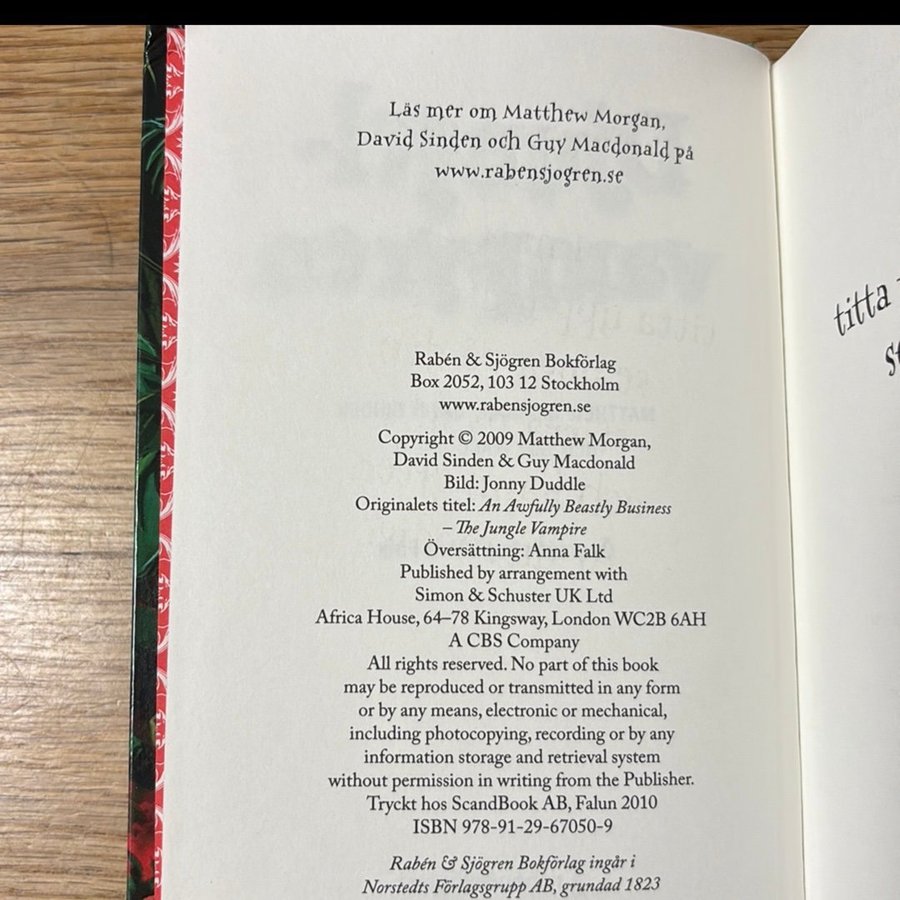 Läs mer om Matthew Morgan,
David Sinden och Guy Macdonald på
www.rabensjogren.se
Rabén & Sjögren Bokförlag
Box 2052, 103 12 Stockholm
www.rabensjogren.se
Copyright © 2009 Matthew Morgan,
David Sinden & Guy Macdonald
Bild: Jonny Duddle
Originalets titel: An Awfully Beastly Business
– The Jungle Vampire
Översättning: Anna Falk
Published by arrangement with
Simon & Schuster UK Ltd
Africa House, 64–78 Kingsway, London WC2B 6AH
A CBS Company
All rights reserved. No part of this book
may be reproduced or transmitted in any form
or by any means, electronic or mechanical,
including photocopying, recording or by any
information storage and retrieval system
without permission in writing from the Publisher.
Tryckt hos ScandBook AB, Falun 2010
ISBN 978-91-29-67050-9
Rabén & Sjögren Bokförlag ingår i
Norstedts Förlagsgrupp AB, grundad 1823
titta